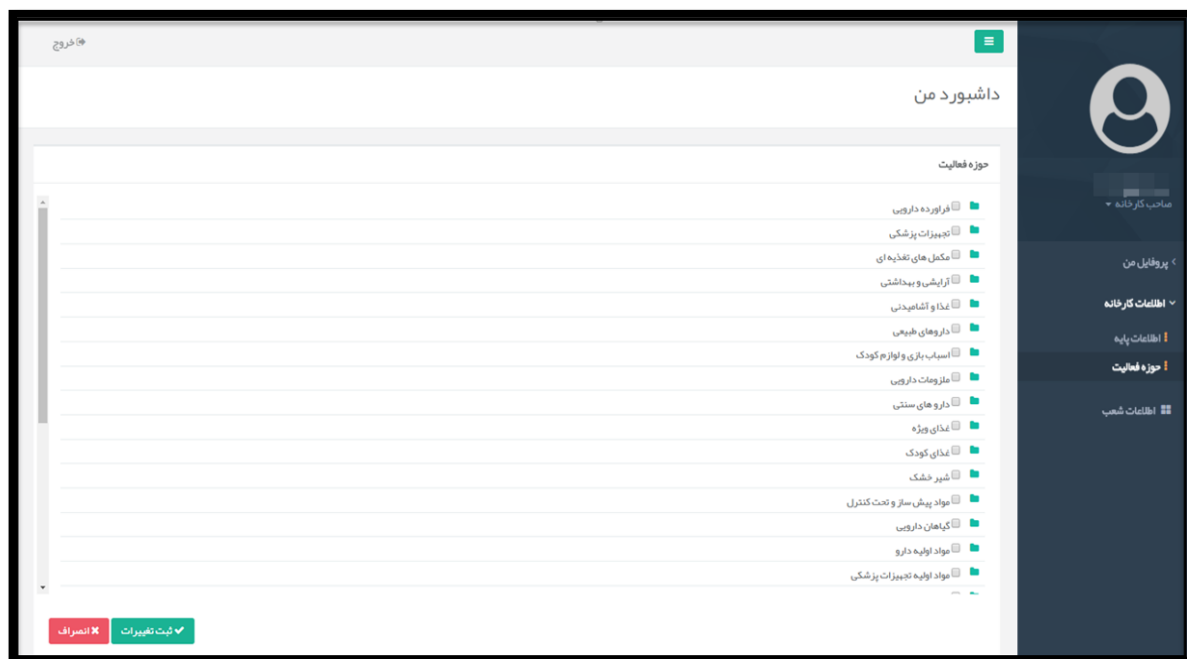 خروج
داشبورد من
حوزه فعالیت
فراورده دارویی
تجهیزات پزشکی
مکمل های تغذیه ای
آرایشی و بهداشتی
غذا و آشامیدنی
داروهای طبیعی
اسباب بازی و لوازم کودک
ملزومات دارویی
دارو های سنتی
غذای ویژه
غذای کودک
شیر خشک
مواد پیش ساز و تحت کنترل
گیاهان دارویی
مواد اولیه دارو
مواد اولیه تجهیزات پزشکی
ثبت تغییرات
انصراف
صاحب کارخانه
پروفایل من
اطلاعات کارخانه
اطلاعات پایه
حوزه فعالیت
اطلاعات شعب